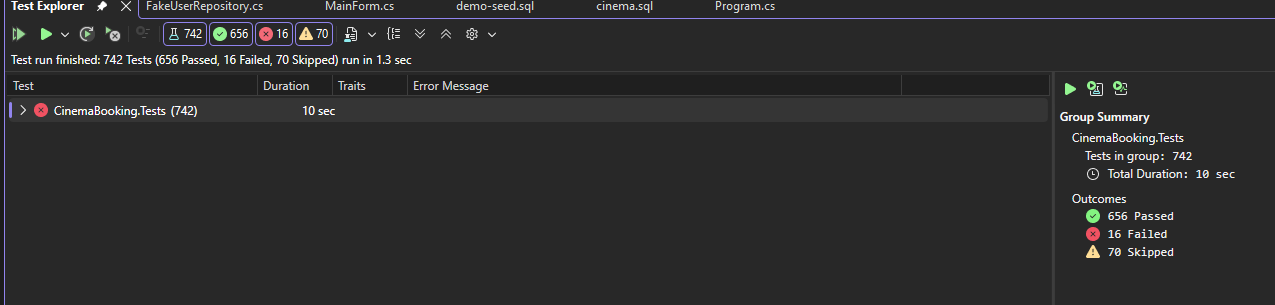 Test Explorer FakeUserRepository.cs MainForm.cs demo-seed.sql cinema.sql Program.cs
742 656 16 70
Test run finished: 742 Tests (656 Passed, 16 Failed, 70 Skipped) run in 1.3 sec
Test Duration Traits Error Message
CinemaBooking.Tests (742) 10 sec
Group Summary
CinemaBooking.Tests
Tests in group: 742
Total Duration: 10 sec
Outcomes
656 Passed
16 Failed
70 Skipped